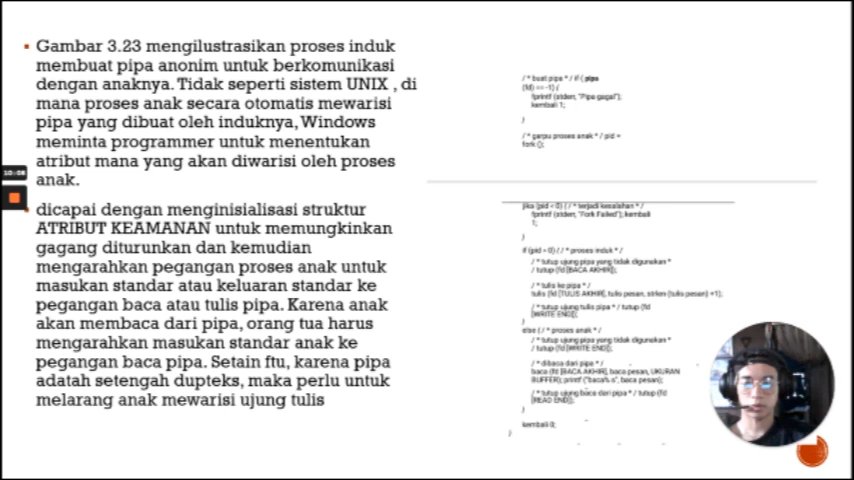 Gambar 3.23 mengilustrasikan proses induk
membuat pipa anonim untuk berkomunikasi
dengan anaknya. Tidak seperti sistem UNIX , di
mana proses anak secara otomatis mewarisi
pipa yang dibuat oleh induknya, Windows
meminta programmer untuk menentukan
atribut mana yang akan diwarisi oleh proses
anak.
dicapai dengan menginisialisasi struktur
ATRIBUT KEAMANAN untuk memungkinkan
gagang diturunkan dan kemudian
mengarahkan pegangan proses anak untuk
masukan standar atau keluaran standar ke
pegangan baca atau tulis pipa. Karena anak
akan membaca dari pipa, orang tua harus
mengarahkan masukan standar anak ke
pegangan baca pipa. Setain ftu, karena pipa
adatah setengah dupteks, maka perlu untuk
melarang anak mewarisi ujung tulis
10:08
/ * buat pipa * / if ( pipa
(fd) == -1) {
fprintf (stderr, "Pipa gagal");
kembali 1;
}
/ * garpu proses anak * / pid =
fork ();
jika (pid < 0) { / * terjadi kesalahan * /
fprintf (stderr, "Fork Failed"); kembali
1;
}
if (pid > 0) { / * proses induk * /
/ * tutup ujung pipa yang tidak digunakan *
/ tutup (fd [BACA AKHIR]);
/ * tulis ke pipa * /
tulis (fd [TULIS AKHIR], tulis pesan, strlen (tulis pesan) +1);
/ * tutup ujung tulis pipa * / tutup (fd
[WRITE END]);
}
else { / * proses anak * /
/ * tutup ujung pipa yang tidak digunakan *
/ tutup (fd [WRITE END]);
/ * dibaca dari pipa * /
baca (fd [BACA AKHIR], baca pesan, UKURAN
BUFFER); printf ("baca% s", baca pesan);
/ * tutup ujung baca dari pipa * / tutup (fd
[READ END]);
}
kembali 0;
}